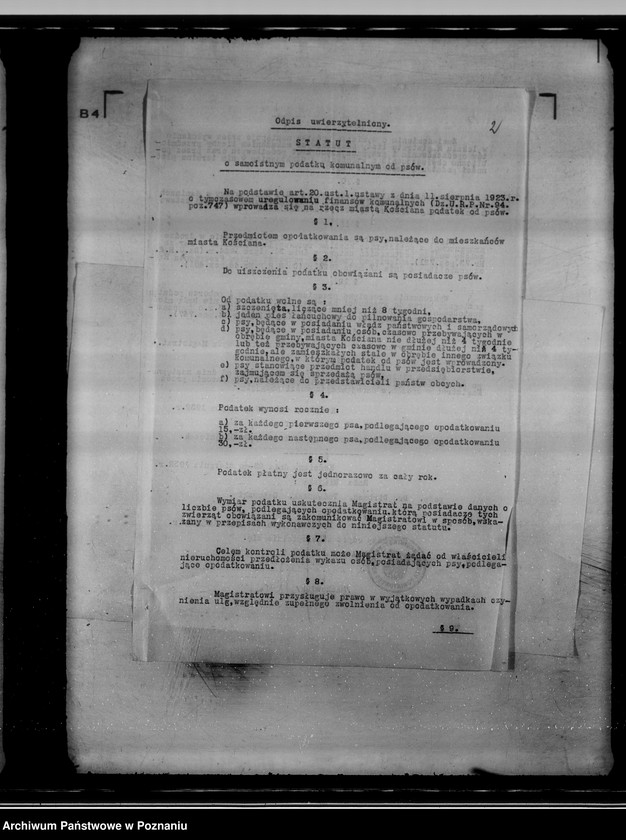 B4
2
Odpis uwierzytelniony.
STATUT
o samoistnym podatku komunalnym od psów.
Na podstawie art.20.ust.1.ustawy z dnia 11.sierpnia 1923.r.
o tymczasowem uregulowaniu finansów komunalnych (Dz.U.R.P.Nr.94.
poz.747) wprowadza się na rzecz miasta Kościana podatek od psów.
§ 1.
Przedmiotem opodatkowania są psy,należące do mieszkańców
miasta Kościana.
§ 2.
Do uiszczenia podatku obowiązani są posiadacze psów.
§ 3.
Od podatku wolne są :
a) szczenięta,liczące mniej niż 8 tygodni,
b) jeden pies łańcuchowy do pilnowania gospodarstwa,
c) psy,będące w posiadaniu władz państwowych i samorządowych
d) psy,będące w posiadaniu osób,czasowo przebywających w
obrębie gminy,miasta Kościana nie dłużej niż 4 tygodnie
lub też przebywających czasowo w gminie dłużej niż 4 ty-
godnie,ale zamieszkałych stale w obrębie innego związku
komunalnego,w którym podatek od psów jest wprowadzony.
e) psy stanowiące przedmiot handlu w przedsiębiorstwie,
zajmującem się sprzedażą psów,
f) psy,należące do przedstawicieli państw obcych.
§ 4.
Podatek wynosi rocznie :
a) za każdego pierwszego psa,podlegającego opodatkowaniu
15,-zł.
b) za każdego następnego psa,podlegającego opodatkowaniu
30,-zł.
§ 5.
Podatek płatny jest jednorazowo za cały rok.
§ 6.
Wymiar podatku uskutecznia Magistrat na podstawie danych o
liczbie psów, podlegających opodatkowaniu,którą posiadacze tych
zwierząt obowiązani są zakomunikować Magistratowi w sposób,wska-
zany w przepisach wykonawczych do niniejszego statutu.
§ 7.
Celem kontroli podatku może Magistrat żądać od właścicieli
nieruchomości przedłożenia wykazu osób,posiadających psy,podlega-
jące opodatkowaniu.
§ 8.
Magistratowi przysługuje prawo w wyjątkowych wypadkach czy-
nienia ulg,względnie zupełnego zwolnienia od opodatkowania.
§ 9.
Archiwum Państwowe w Poznaniu